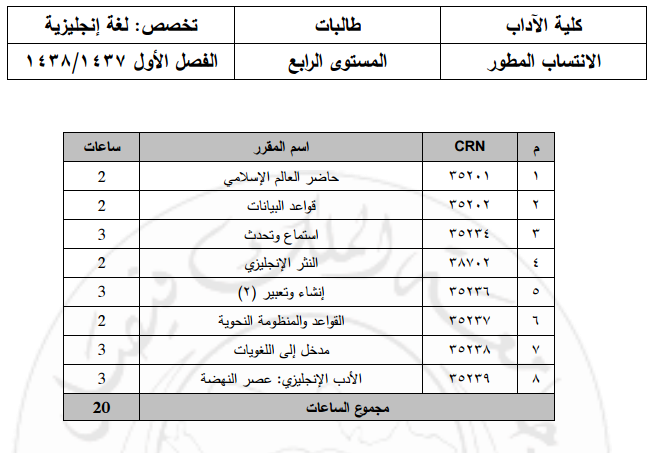 كلية الآداب طالبات تخصص: لغة إنجليزية
الانتساب المطور المستوى الرابع الفصل الأول ١٤٣٨/١٤٣٧
م CRN اسم المقرر ساعات
١ ٣٥٢٠١ حاضر العالم الإسلامي 2
٢ ٣٥٢٠٢ قواعد البيانات 2
٣ ٣٥٢٣٤ استماع وتحدث 3
٤ ٣٨٧٠٢ النثر الإنجليزي 2
٥ ٣٥٢٣٦ إنشاء وتعبير (٢) 3
٦ ٣٥٢٣٧ القواعد والمنظومة النحوية 2
٧ ٣٥٢٣٨ مدخل إلى اللغويات 3
٨ ٣٥٢٣٩ الأدب الإنجليزي: عصر النهضة 3
مجموع الساعات 20